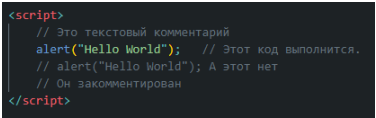 <script>
// Это текстовый комментарий
alert("Hello World");   // Этот код выполнится.
// alert("Hello World"); А этот нет
// Он закомментирован
</script>